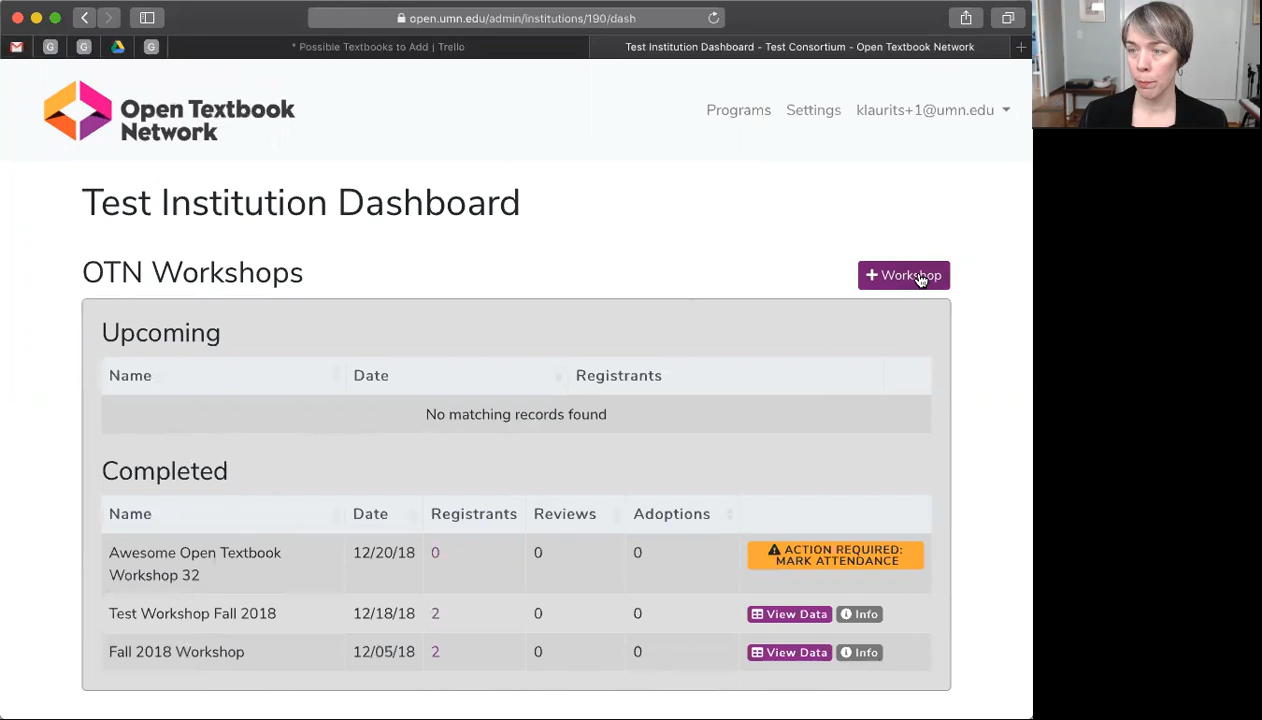 open.umn.edu/admin/institutions/190/dash
* Possible Textbooks to Add | Trello
Test Institution Dashboard - Test Consortium - Open Textbook Network
Open Textbook
Network
Programs
Settings
klaurits+1@umn.edu
Test Institution Dashboard
OTN Workshops
+ Workshop
Upcoming
Name Date Registrants
No matching records found
Completed
Name Date Registrants Reviews Adoptions
Awesome Open Textbook 12/20/18 0 0 0 ACTION REQUIRED:
Workshop 32 MARK ATTENDANCE
Test Workshop Fall 2018 12/18/18 2 0 0 View Data Info
Fall 2018 Workshop 12/05/18 2 0 0 View Data Info